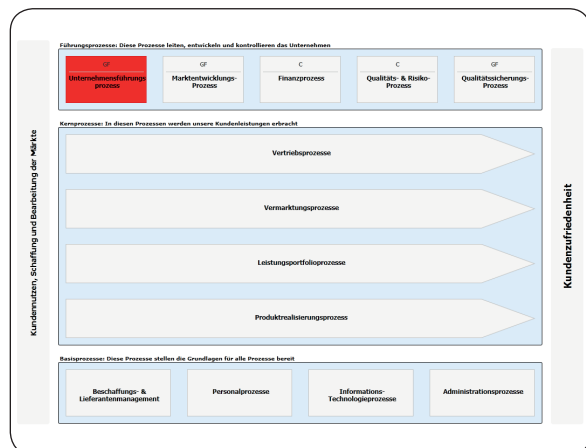 Führungsprozesse: Diese Prozesse leiten, entwickeln und kontrollieren das Unternehmen
GF
Unternehmensführungs
prozess
GF
Marktentwicklungs-
Prozess
C
Finanzprozess
C
Qualitäts- & Risiko-
Prozess
GF
Qualitätssicherungs-
Prozess
Kundennutzen, Schaffung und Bearbeitung der Märkte
Kernprozesse: In diesen Prozessen werden unsere Kundenleistungen erbracht
Vertriebsprozesse
Vermarktungsprozesse
Leistungsportfolioprozesse
Produktrealisierungsprozess
Kundenzufriedenheit
Basisprozesse: Diese Prozesse stellen die Grundlagen für alle Prozesse bereit
Beschaffungs- &
Lieferantenmanagement
Personalprozesse
Informations-
Technologieprozesse
Administrationsprozesse